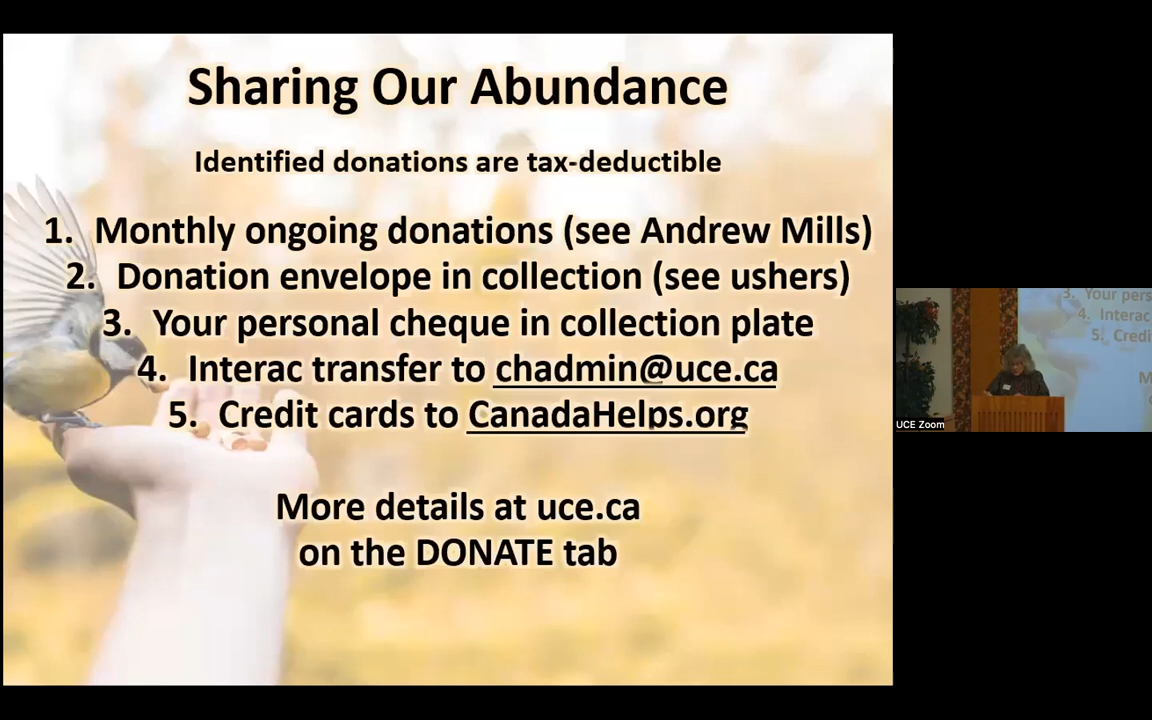 Sharing Our Abundance
Identified donations are tax-deductible
1. Monthly ongoing donations (see Andrew Mills)
2. Donation envelope in collection (see ushers)
3. Your personal cheque in collection plate
4. Interac transfer to chadmin@uce.ca
5. Credit cards to CanadaHelps.org
More details at uce.ca
on the DONATE tab
3. Your pers
4. Interac
5. Credi
M
UCE Zoom